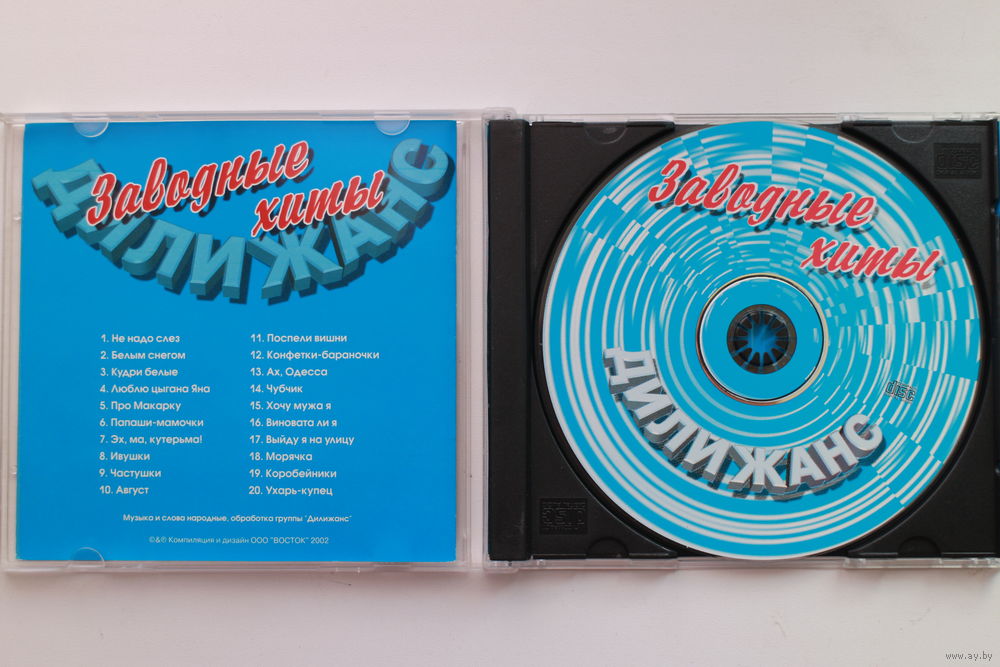 Заводные
хиты
ДИЛИЖАНС
1. Не надо слез
2. Белым снегом
3. Кудри белые
4. Люблю цыгана Яна
5. Про Макарку
6. Папаши-мамочки
7. Эх, ма, кутерьма!
8. Ивушки
9. Частушки
10. Август
11. Поспели вишни
12. Конфетки-бараночки
13. Ах, Одесса
14. Чубчик
15. Хочу мужа я
16. Виновата ли я
17. Выйду я на улицу
18. Морячка
19. Коробейники
20. Ухарь-купец
Музыка и слова народные, обработка группы "Дилижанс"
©&℗ Компиляция и дизайн ООО "ВОСТОК" 2002
Заводные
хиты
disc
ДИЛИЖАНС
disc
disc
www.ay.by